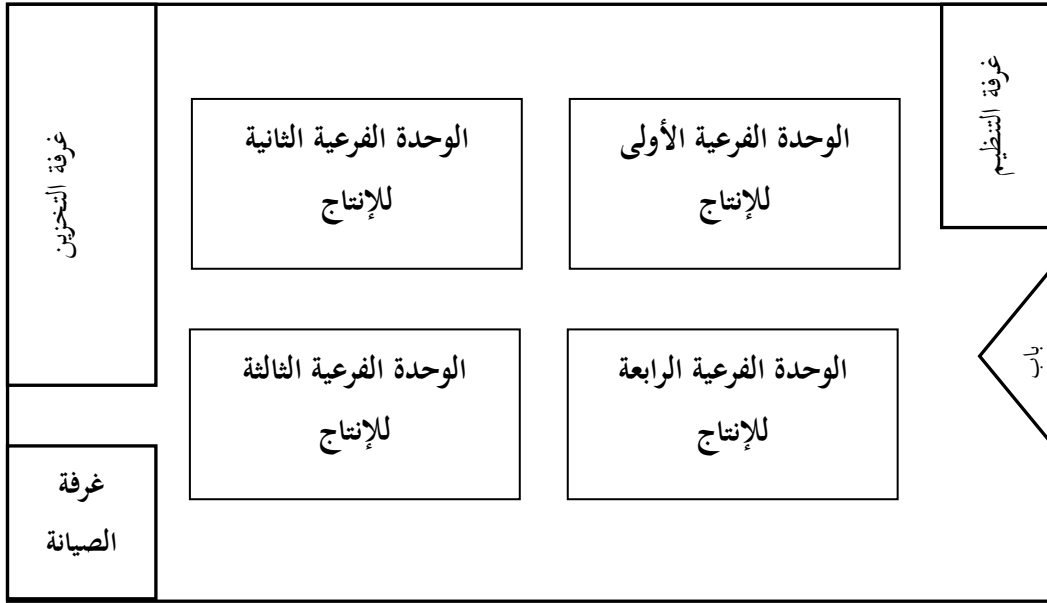 غرفة التنظيم
الوحدة الفرعية الأولى
للإنتاج
الوحدة الفرعية الثانية
للإنتاج
غرفة التخزين
باب
الوحدة الفرعية الرابعة
للإنتاج
الوحدة الفرعية الثالثة
للإنتاج
غرفة
الصيانة